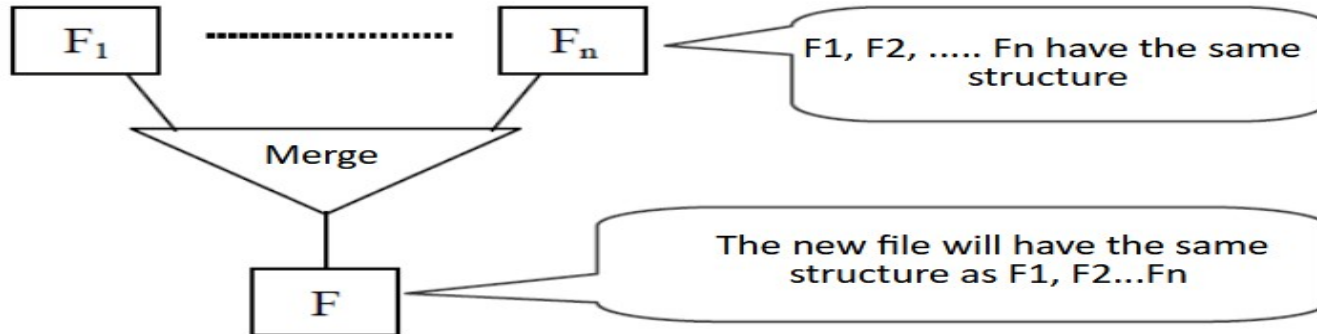 F1
Fn
F1, F2, ..... Fn have the same
structure
Merge
The new file will have the same
structure as F1, F2...Fn
F